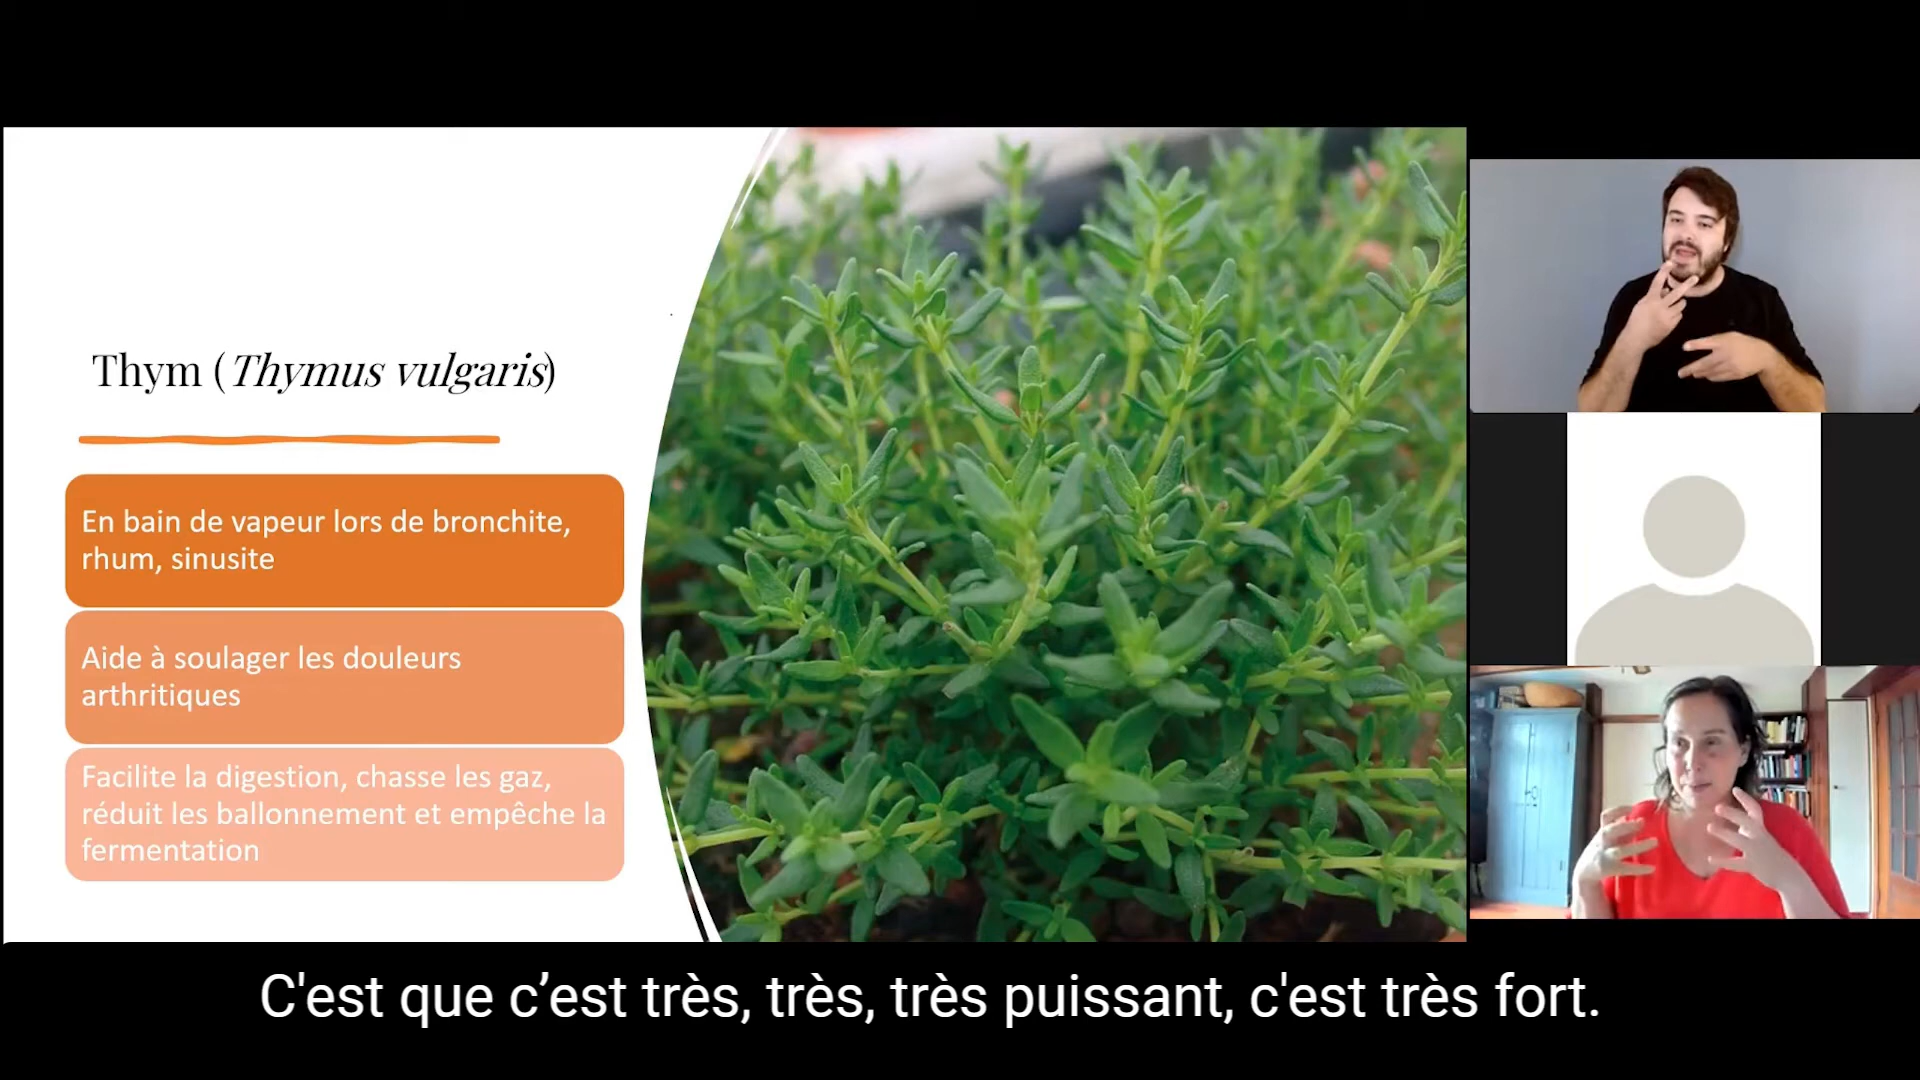 Thym (Thymus vulgaris)
En bain de vapeur lors de bronchite,
rhum, sinusite
Aide à soulager les douleurs
arthritiques
Facilite la digestion, chasse les gaz,
réduit les ballonnement et empêche la
fermentation
C'est que c’est très, très, très puissant, c'est très fort.